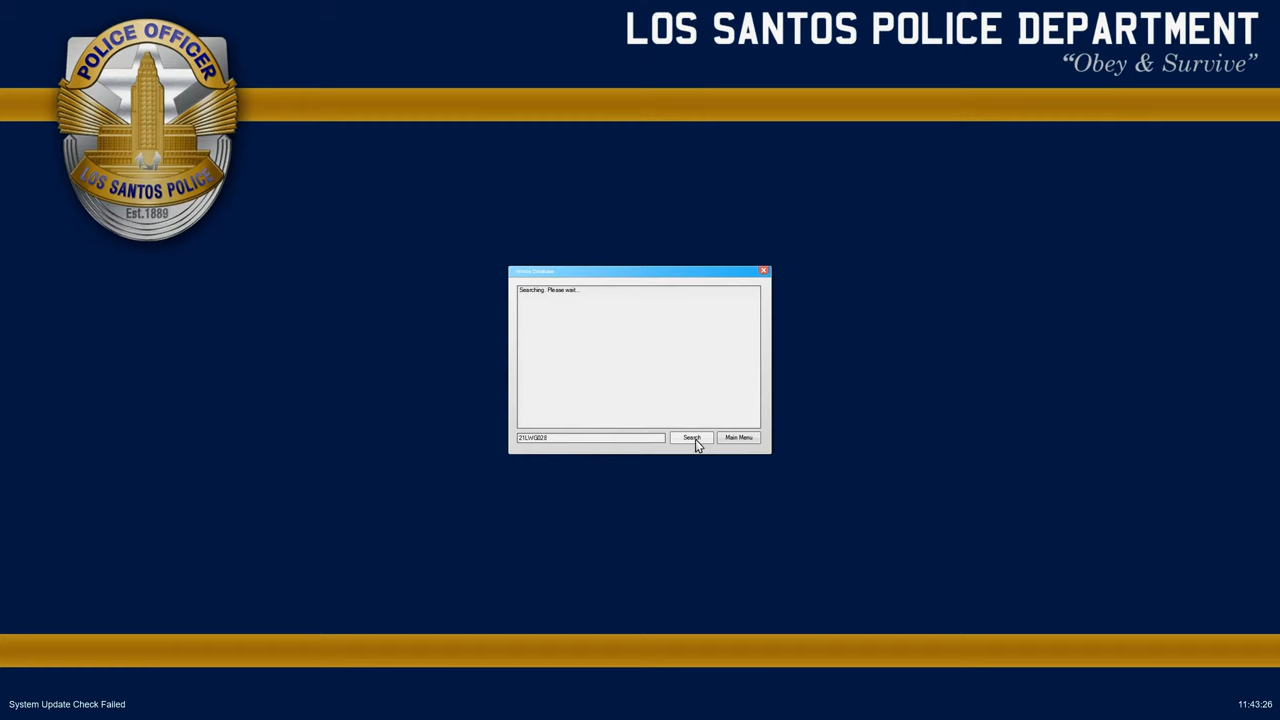 LOS SANTOS POLICE DEPARTMENT
“Obey & Survive”
POLICE OFFICER
LOS SANTOS POLICE
Est.1889
Searching. Please wait...
21LWG028
Search
Main Menu
System Update Check Failed
11:43:26